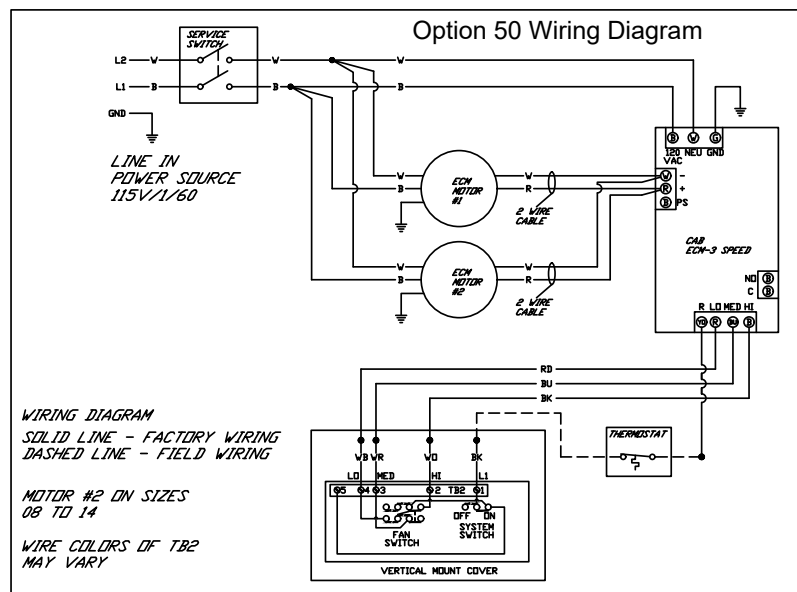 Option 50 Wiring Diagram
SERVICE
SWITCH
L2 W W W
L1 B B B
GND
LINE IN
POWER SOURCE
115V/1/60
B W G
120 NEU GND
VAC
W ECM W W -
B MOTOR R R +
#1 B PS
2 WIRE
CABLE
CAB
ECM-3 SPEED
W ECM W
B MOTOR R
#2
2 WIRE
CABLE
NO B
C B
R LO MED HI
YO R BU B
RD
BU
BK
WIRING DIAGRAM
SOLID LINE - FACTORY WIRING
DASHED LINE - FIELD WIRING
MOTOR #2 ON SIZES
08 TO 14
WIRE COLORS OF TB2
MAY VARY
THERMOSTAT
WB WR WO BK
LO MED HI L1
5 4 3 2 TB2 1
OFF ON
FAN
SWITCH
SYSTEM
SWITCH
VERTICAL MOUNT COVER